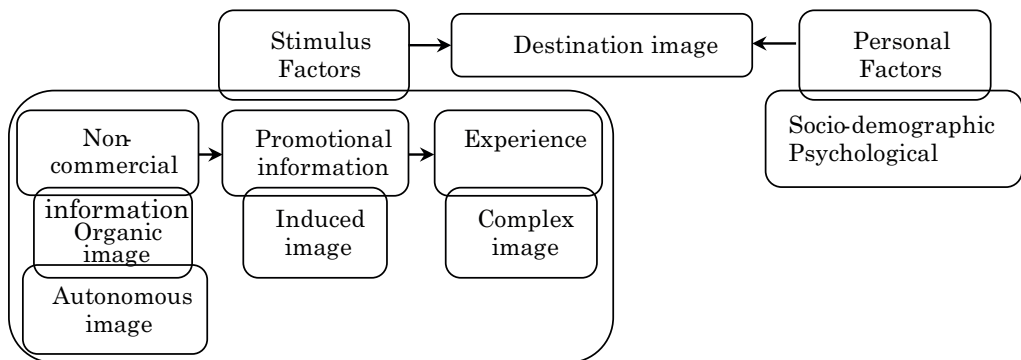 Stimulus
Factors
Destination image
Personal
Factors
Non-
commercial
information
Organic
image
Autonomous
image
Promotional
information
Induced
image
Experience
Complex
image
Socio-demographic
Psychological